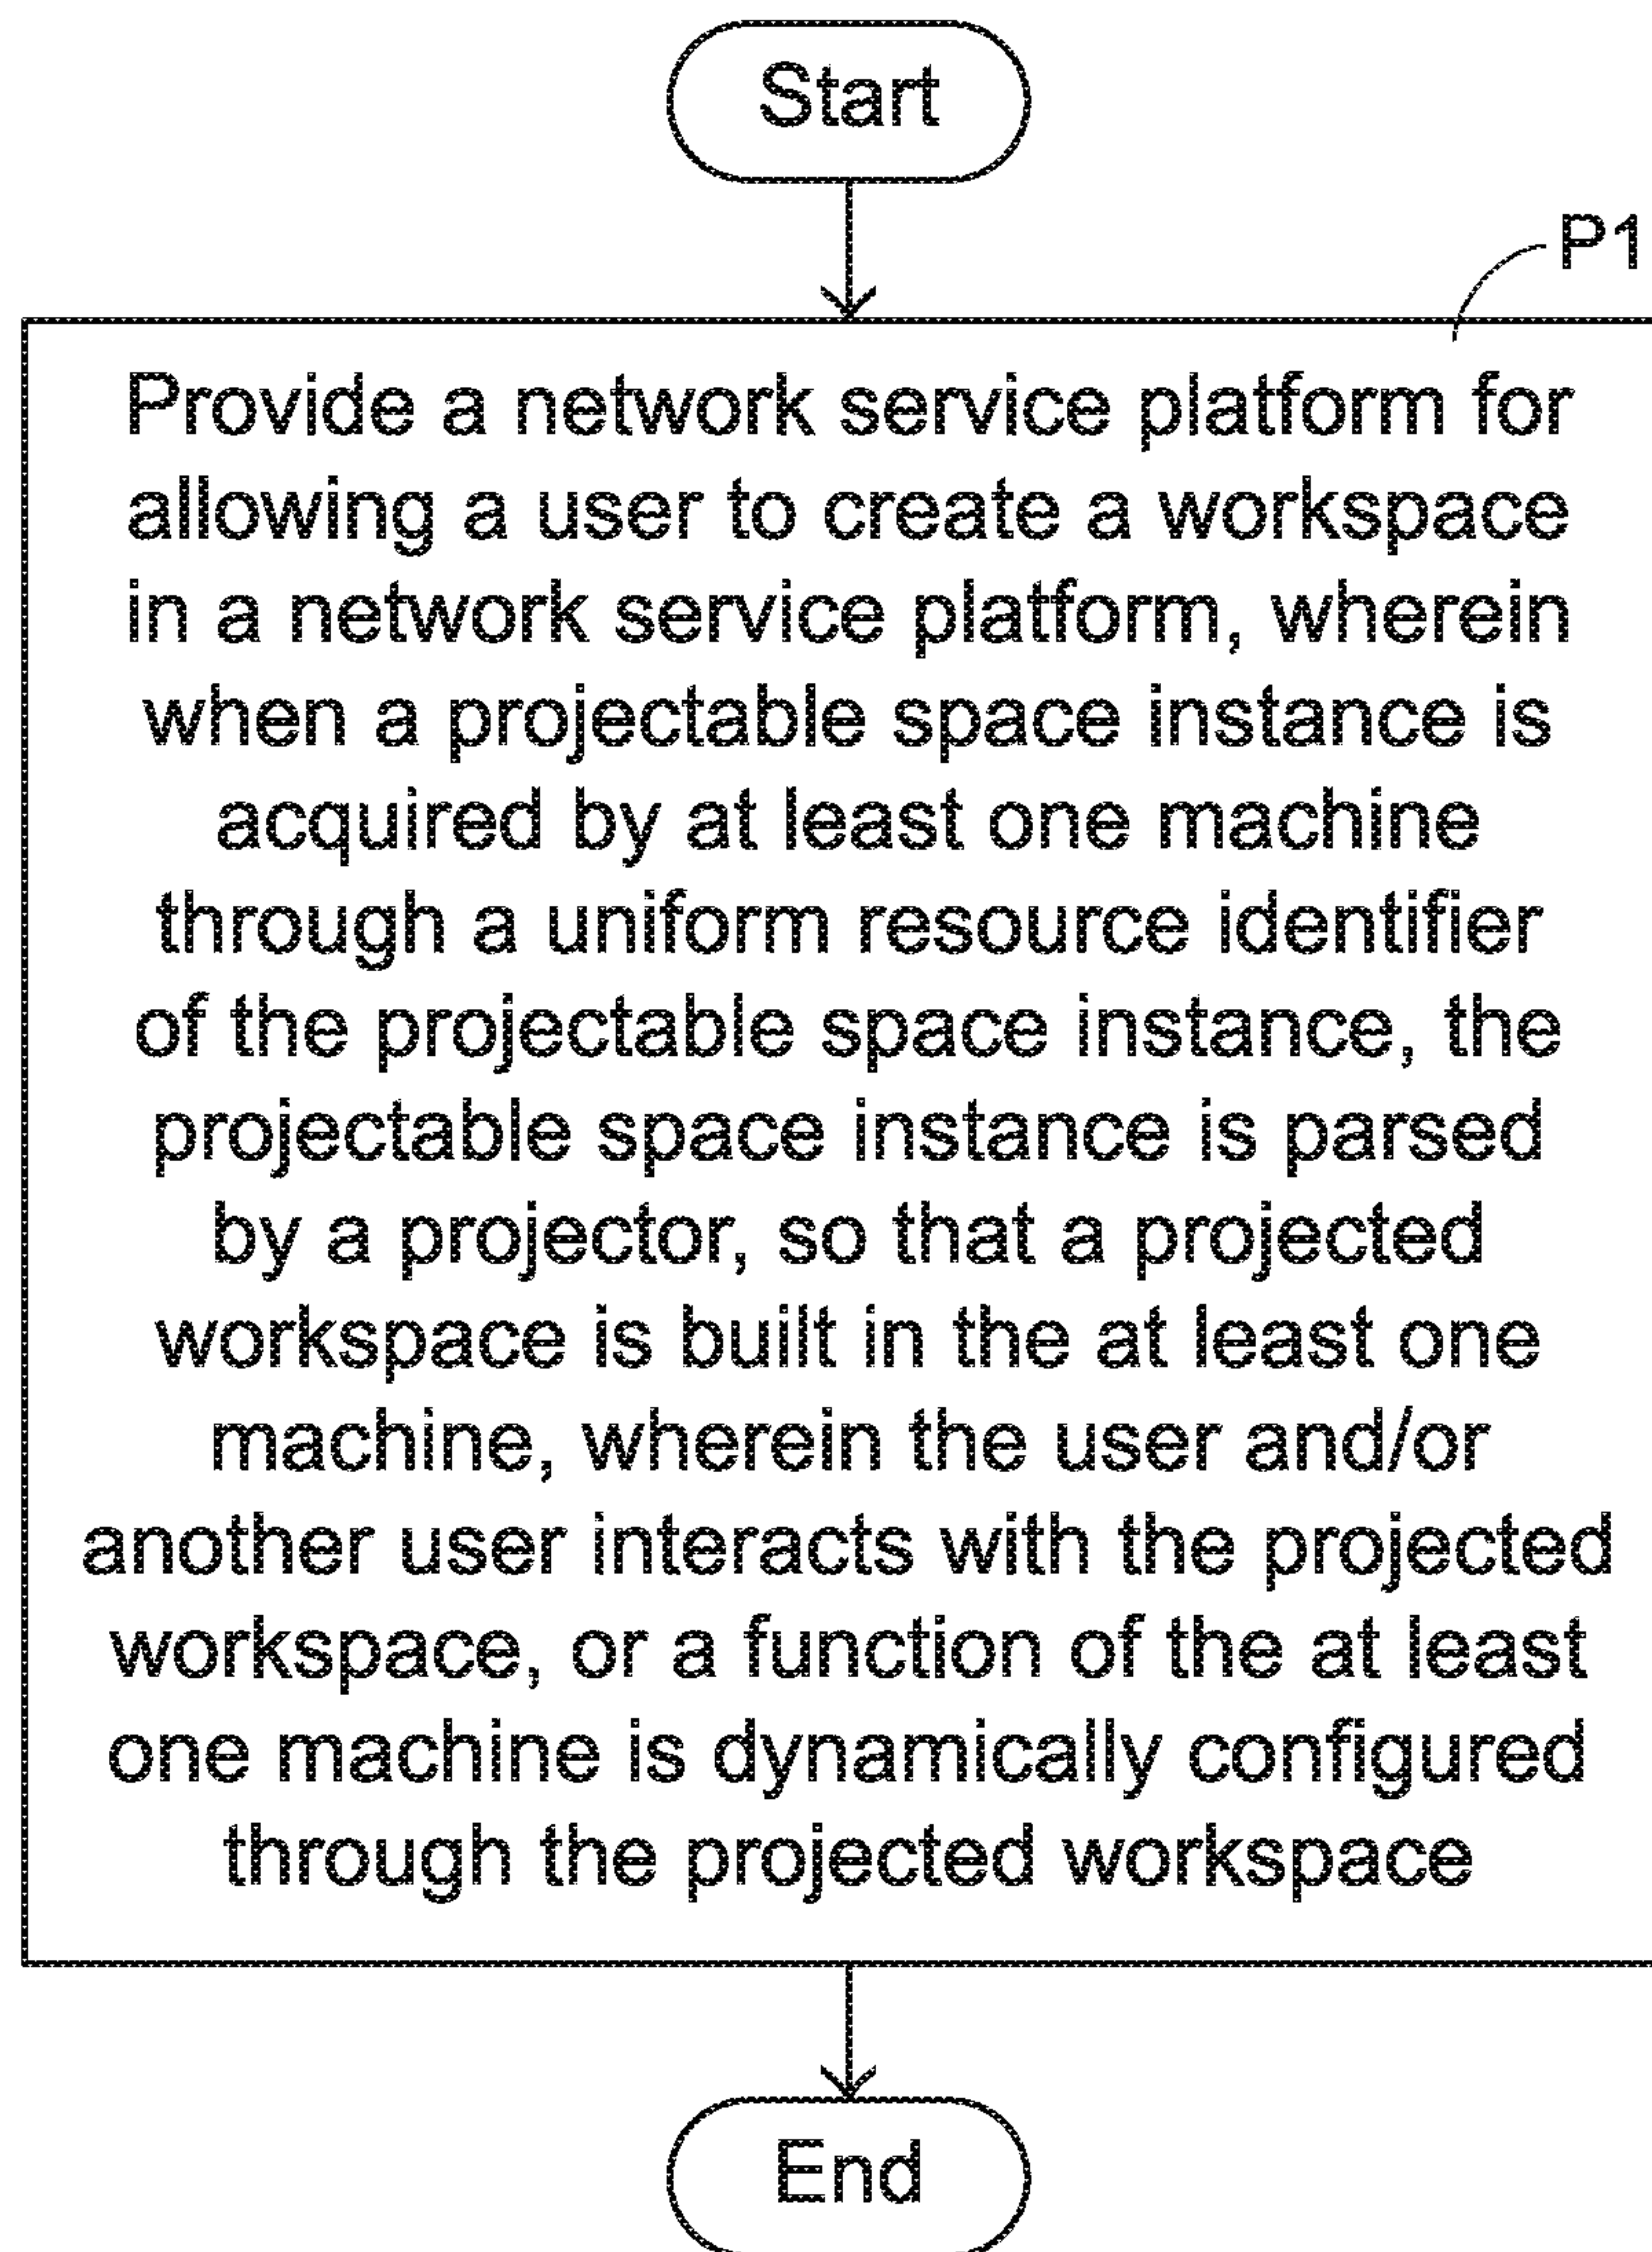 Start
P1
Provide a network service platform for
allowing a user to create a workspace
in a network service platform, wherein
when a projectable space instance is
acquired by at least one machine
through a uniform resource identifier
of the projectable space instance, the
projectable space instance is parsed
by a projector, so that a projected
workspace is built in the at least one
machine, wherein the user and/or
another user interacts with the projected
workspace, or a function of the at least
one machine is dynamically configured
through the projected workspace
End